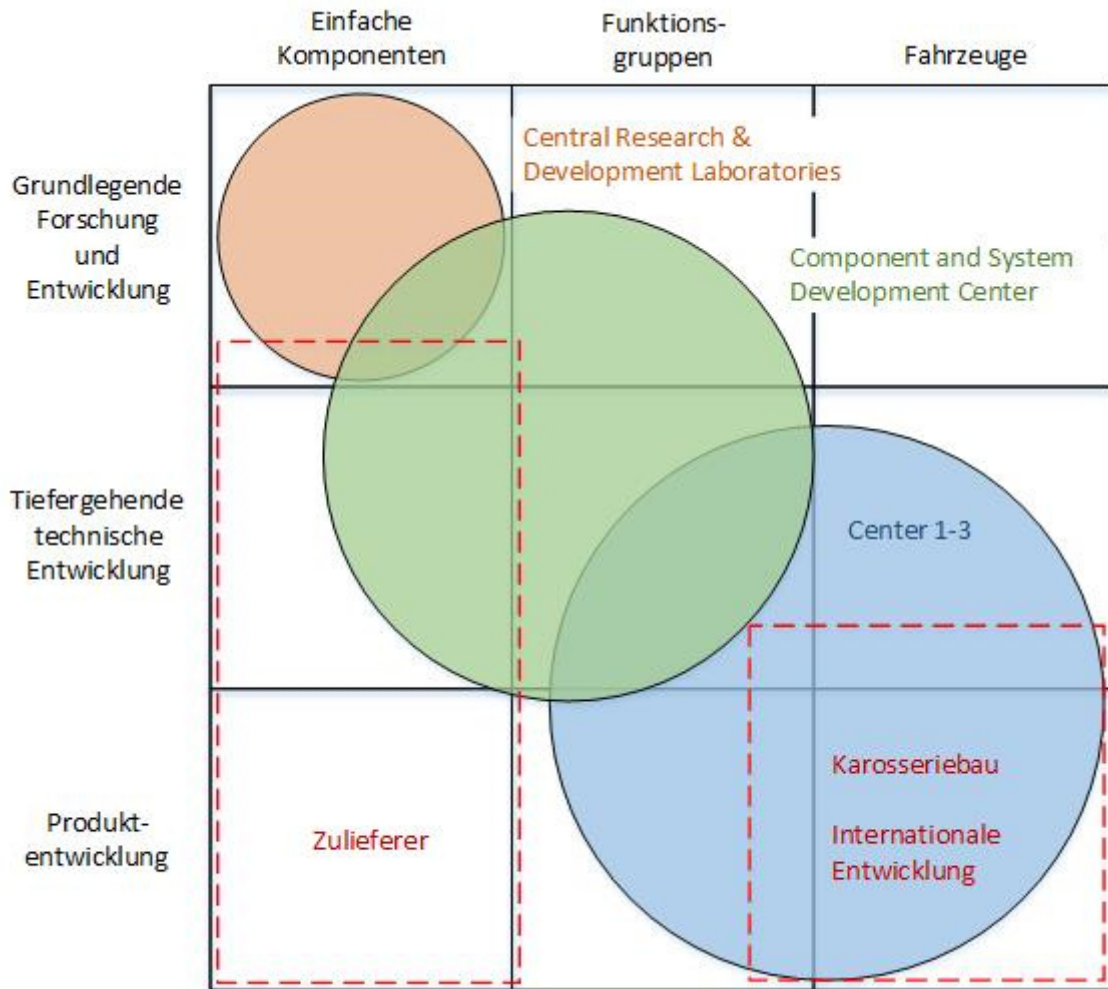 Einfache
Komponenten
Funktions-
gruppen
Fahrzeuge
Grundlegende
Forschung
und
Entwicklung
Central Research &
Development Laboratories
Component and System
Development Center
Tiefergehende
technische
Entwicklung
Center 1-3
Produkt-
entwicklung
Zulieferer
Karosseriebau
Internationale
Entwicklung